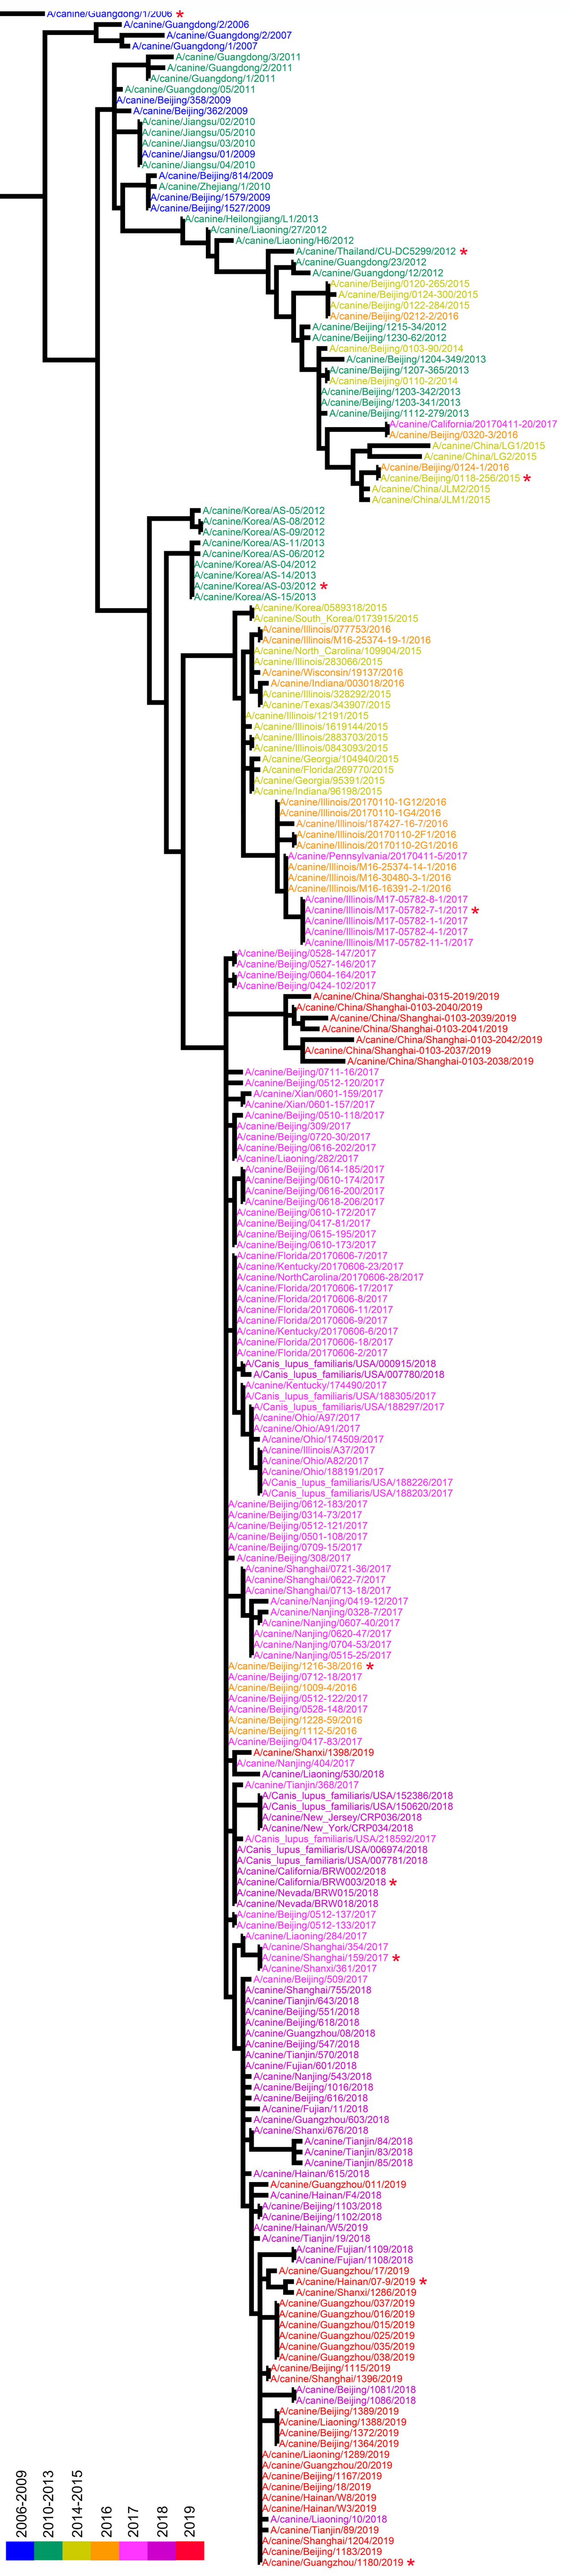 A/canine/Guangdong/1/2006 *
A/canine/Guangdong/2/2006
A/canine/Guangdong/2/2007
A/canine/Guangdong/1/2007
A/canine/Guangdong/3/2011
A/canine/Guangdong/2/2011
A/canine/Guangdong/1/2011
A/canine/Guangdong/05/2011
A/canine/Beijing/358/2009
A/canine/Beijing/362/2009
A/canine/Jiangsu/02/2010
A/canine/Jiangsu/05/2010
A/canine/Jiangsu/03/2010
A/canine/Jiangsu/01/2009
A/canine/Jiangsu/04/2010
A/canine/Beijing/814/2009
A/canine/Zhejiang/1/2010
A/canine/Beijing/1579/2009
A/canine/Beijing/1527/2009
A/canine/Heilongjiang/L1/2013
A/canine/Liaoning/27/2012
A/canine/Liaoning/H6/2012
A/canine/Thailand/CU-DC5299/2012 *
A/canine/Guangdong/23/2012
A/canine/Guangdong/12/2012
A/canine/Beijing/0120-265/2015
A/canine/Beijing/0124-300/2015
A/canine/Beijing/0122-284/2015
A/canine/Beijing/0212-2/2016
A/canine/Beijing/1215-34/2012
A/canine/Beijing/1230-62/2012
A/canine/Beijing/0103-90/2014
A/canine/Beijing/1204-349/2013
A/canine/Beijing/1207-365/2013
A/canine/Beijing/0110-2/2014
A/canine/Beijing/1203-342/2013
A/canine/Beijing/1203-341/2013
A/canine/Beijing/1112-279/2013
A/canine/California/20170411-20/2017
A/canine/Beijing/0320-3/2016
A/canine/China/LG1/2015
A/canine/China/LG2/2015
A/canine/Beijing/0124-1/2016
A/canine/Beijing/0118-256/2015 *
A/canine/China/JLM2/2015
A/canine/China/JLM1/2015
A/canine/Korea/AS-05/2012
A/canine/Korea/AS-08/2012
A/canine/Korea/AS-09/2012
A/canine/Korea/AS-11/2013
A/canine/Korea/AS-06/2012
A/canine/Korea/AS-04/2012
A/canine/Korea/AS-14/2013
A/canine/Korea/AS-03/2012 *
A/canine/Korea/AS-15/2013
A/canine/Korea/0589318/2015
A/canine/South_Korea/0173915/2015
A/canine/Illinois/077753/2016
A/canine/Illinois/M16-25374-19-1/2016
A/canine/North_Carolina/109904/2015
A/canine/Illinois/283066/2015
A/canine/Wisconsin/19137/2016
A/canine/Indiana/003018/2016
A/canine/Illinois/328292/2015
A/canine/Texas/343907/2015
A/canine/Illinois/12191/2015
A/canine/Illinois/1619144/2015
A/canine/Illinois/2883703/2015
A/canine/Illinois/0843093/2015
A/canine/Georgia/104940/2015
A/canine/Florida/269770/2015
A/canine/Georgia/95391/2015
A/canine/Indiana/96198/2015
A/canine/Illinois/20170110-1G12/2016
A/canine/Illinois/20170110-1G4/2016
A/canine/Illinois/187427-16-7/2016
A/canine/Illinois/20170110-2F1/2016
A/canine/Illinois/20170110-2G1/2016
A/canine/Pennsylvania/20170411-5/2017
A/canine/Illinois/M16-25374-14-1/2016
A/canine/Illinois/M16-30480-3-1/2016
A/canine/Illinois/M16-16391-2-1/2016
A/canine/Illinois/M17-05782-8-1/2017
A/canine/Illinois/M17-05782-7-1/2017 *
A/canine/Illinois/M17-05782-1-1/2017
A/canine/Illinois/M17-05782-4-1/2017
A/canine/Illinois/M17-05782-11-1/2017
A/canine/Beijing/0528-147/2017
A/canine/Beijing/0527-146/2017
A/canine/Beijing/0604-164/2017
A/canine/Beijing/0424-102/2017
A/canine/China/Shanghai-0315-2019/2019
A/canine/China/Shanghai-0103-2040/2019
A/canine/China/Shanghai-0103-2039/2019
A/canine/China/Shanghai-0103-2041/2019
A/canine/China/Shanghai-0103-2042/2019
A/canine/China/Shanghai-0103-2037/2019
A/canine/China/Shanghai-0103-2038/2019
A/canine/Beijing/0711-16/2017
A/canine/Beijing/0512-120/2017
A/canine/Xian/0601-159/2017
A/canine/Xian/0601-157/2017
A/canine/Beijing/0510-118/2017
A/canine/Beijing/309/2017
A/canine/Beijing/0720-30/2017
A/canine/Beijing/0616-202/2017
A/canine/Liaoning/282/2017
A/canine/Beijing/0614-185/2017
A/canine/Beijing/0610-174/2017
A/canine/Beijing/0616-200/2017
A/canine/Beijing/0618-206/2017
A/canine/Beijing/0610-172/2017
A/canine/Beijing/0417-81/2017
A/canine/Beijing/0615-195/2017
A/canine/Beijing/0610-173/2017
A/canine/Florida/20170606-7/2017
A/canine/Kentucky/20170606-23/2017
A/canine/NorthCarolina/20170606-28/2017
A/canine/Florida/20170606-17/2017
A/canine/Florida/20170606-8/2017
A/canine/Florida/20170606-11/2017
A/canine/Florida/20170606-9/2017
A/canine/Kentucky/20170606-6/2017
A/canine/Florida/20170606-18/2017
A/canine/Florida/20170606-2/2017
A/Canis_lupus_familiaris/USA/000915/2018
A/Canis_lupus_familiaris/USA/007780/2018
A/canine/Kentucky/174490/2017
A/Canis_lupus_familiaris/USA/188305/2017
A/Canis_lupus_familiaris/USA/188297/2017
A/canine/Ohio/A97/2017
A/canine/Ohio/A91/2017
A/canine/Ohio/174509/2017
A/canine/Illinois/A37/2017
A/canine/Ohio/A82/2017
A/canine/Ohio/188191/2017
A/Canis_lupus_familiaris/USA/188226/2017
A/Canis_lupus_familiaris/USA/188203/2017
A/canine/Beijing/0612-183/2017
A/canine/Beijing/0314-73/2017
A/canine/Beijing/0512-121/2017
A/canine/Beijing/0501-108/2017
A/canine/Beijing/0709-15/2017
A/canine/Beijing/308/2017
A/canine/Shanghai/0721-36/2017
A/canine/Shanghai/0622-7/2017
A/canine/Shanghai/0713-18/2017
A/canine/Nanjing/0419-12/2017
A/canine/Nanjing/0328-7/2017
A/canine/Nanjing/0607-40/2017
A/canine/Nanjing/0620-47/2017
A/canine/Nanjing/0704-53/2017
A/canine/Nanjing/0515-25/2017
A/canine/Beijing/1216-38/2016 *
A/canine/Beijing/0712-18/2017
A/canine/Beijing/1009-4/2016
A/canine/Beijing/0512-122/2017
A/canine/Beijing/0528-148/2017
A/canine/Beijing/1228-59/2016
A/canine/Beijing/1112-5/2016
A/canine/Beijing/0417-83/2017
A/canine/Shanxi/1398/2019
A/canine/Nanjing/404/2017
A/canine/Liaoning/530/2018
A/canine/Tianjin/368/2017
A/Canis_lupus_familiaris/USA/152386/2018
A/Canis_lupus_familiaris/USA/150620/2018
A/canine/New_Jersey/CRP036/2018
A/canine/New_York/CRP034/2018
A/Canis_lupus_familiaris/USA/218592/2017
A/Canis_lupus_familiaris/USA/006974/2018
A/Canis_lupus_familiaris/USA/007781/2018
A/canine/California/BRW002/2018
A/canine/California/BRW003/2018 *
A/canine/Nevada/BRW015/2018
A/canine/Nevada/BRW018/2018
A/canine/Beijing/0512-137/2017
A/canine/Beijing/0512-133/2017
A/canine/Liaoning/284/2017
A/canine/Shanghai/354/2017
A/canine/Shanghai/159/2017 *
A/canine/Shanxi/361/2017
A/canine/Beijing/509/2017
A/canine/Shanghai/755/2018
A/canine/Tianjin/643/2018
A/canine/Beijing/551/2018
A/canine/Beijing/618/2018
A/canine/Guangzhou/08/2018
A/canine/Beijing/547/2018
A/canine/Tianjin/570/2018
A/canine/Fujian/601/2018
A/canine/Nanjing/543/2018
A/canine/Beijing/1016/2018
A/canine/Beijing/616/2018
A/canine/Fujian/11/2018
A/canine/Guangzhou/603/2018
A/canine/Shanxi/676/2018
A/canine/Tianjin/84/2018
A/canine/Tianjin/83/2018
A/canine/Tianjin/85/2018
A/canine/Hainan/615/2018
A/canine/Guangzhou/011/2019
A/canine/Hainan/F4/2018
A/canine/Beijing/1103/2018
A/canine/Beijing/1102/2018
A/canine/Hainan/W5/2019
A/canine/Tianjin/19/2018
A/canine/Fujian/1109/2018
A/canine/Fujian/1108/2018
A/canine/Guangzhou/17/2019
A/canine/Hainan/07-9/2019 *
A/canine/Shanxi/1286/2019
A/canine/Guangzhou/037/2019
A/canine/Guangzhou/016/2019
A/canine/Guangzhou/015/2019
A/canine/Guangzhou/025/2019
A/canine/Guangzhou/035/2019
A/canine/Guangzhou/038/2019
A/canine/Beijing/1115/2019
A/canine/Shanghai/1396/2019
A/canine/Beijing/1081/2018
A/canine/Beijing/1086/2018
A/canine/Beijing/1389/2019
A/canine/Liaoning/1388/2019
A/canine/Beijing/1372/2019
A/canine/Beijing/1364/2019
A/canine/Liaoning/1289/2019
A/canine/Guangzhou/20/2019
A/canine/Beijing/1167/2019
A/canine/Beijing/18/2019
A/canine/Hainan/W8/2019
A/canine/Hainan/W3/2019
A/canine/Liaoning/10/2018
A/canine/Tianjin/89/2019
A/canine/Shanghai/1204/2019
A/canine/Beijing/1183/2019
A/canine/Guangzhou/1180/2019 *
2006-2009
2010-2013
2014-2015
2016
2017
2018
2019